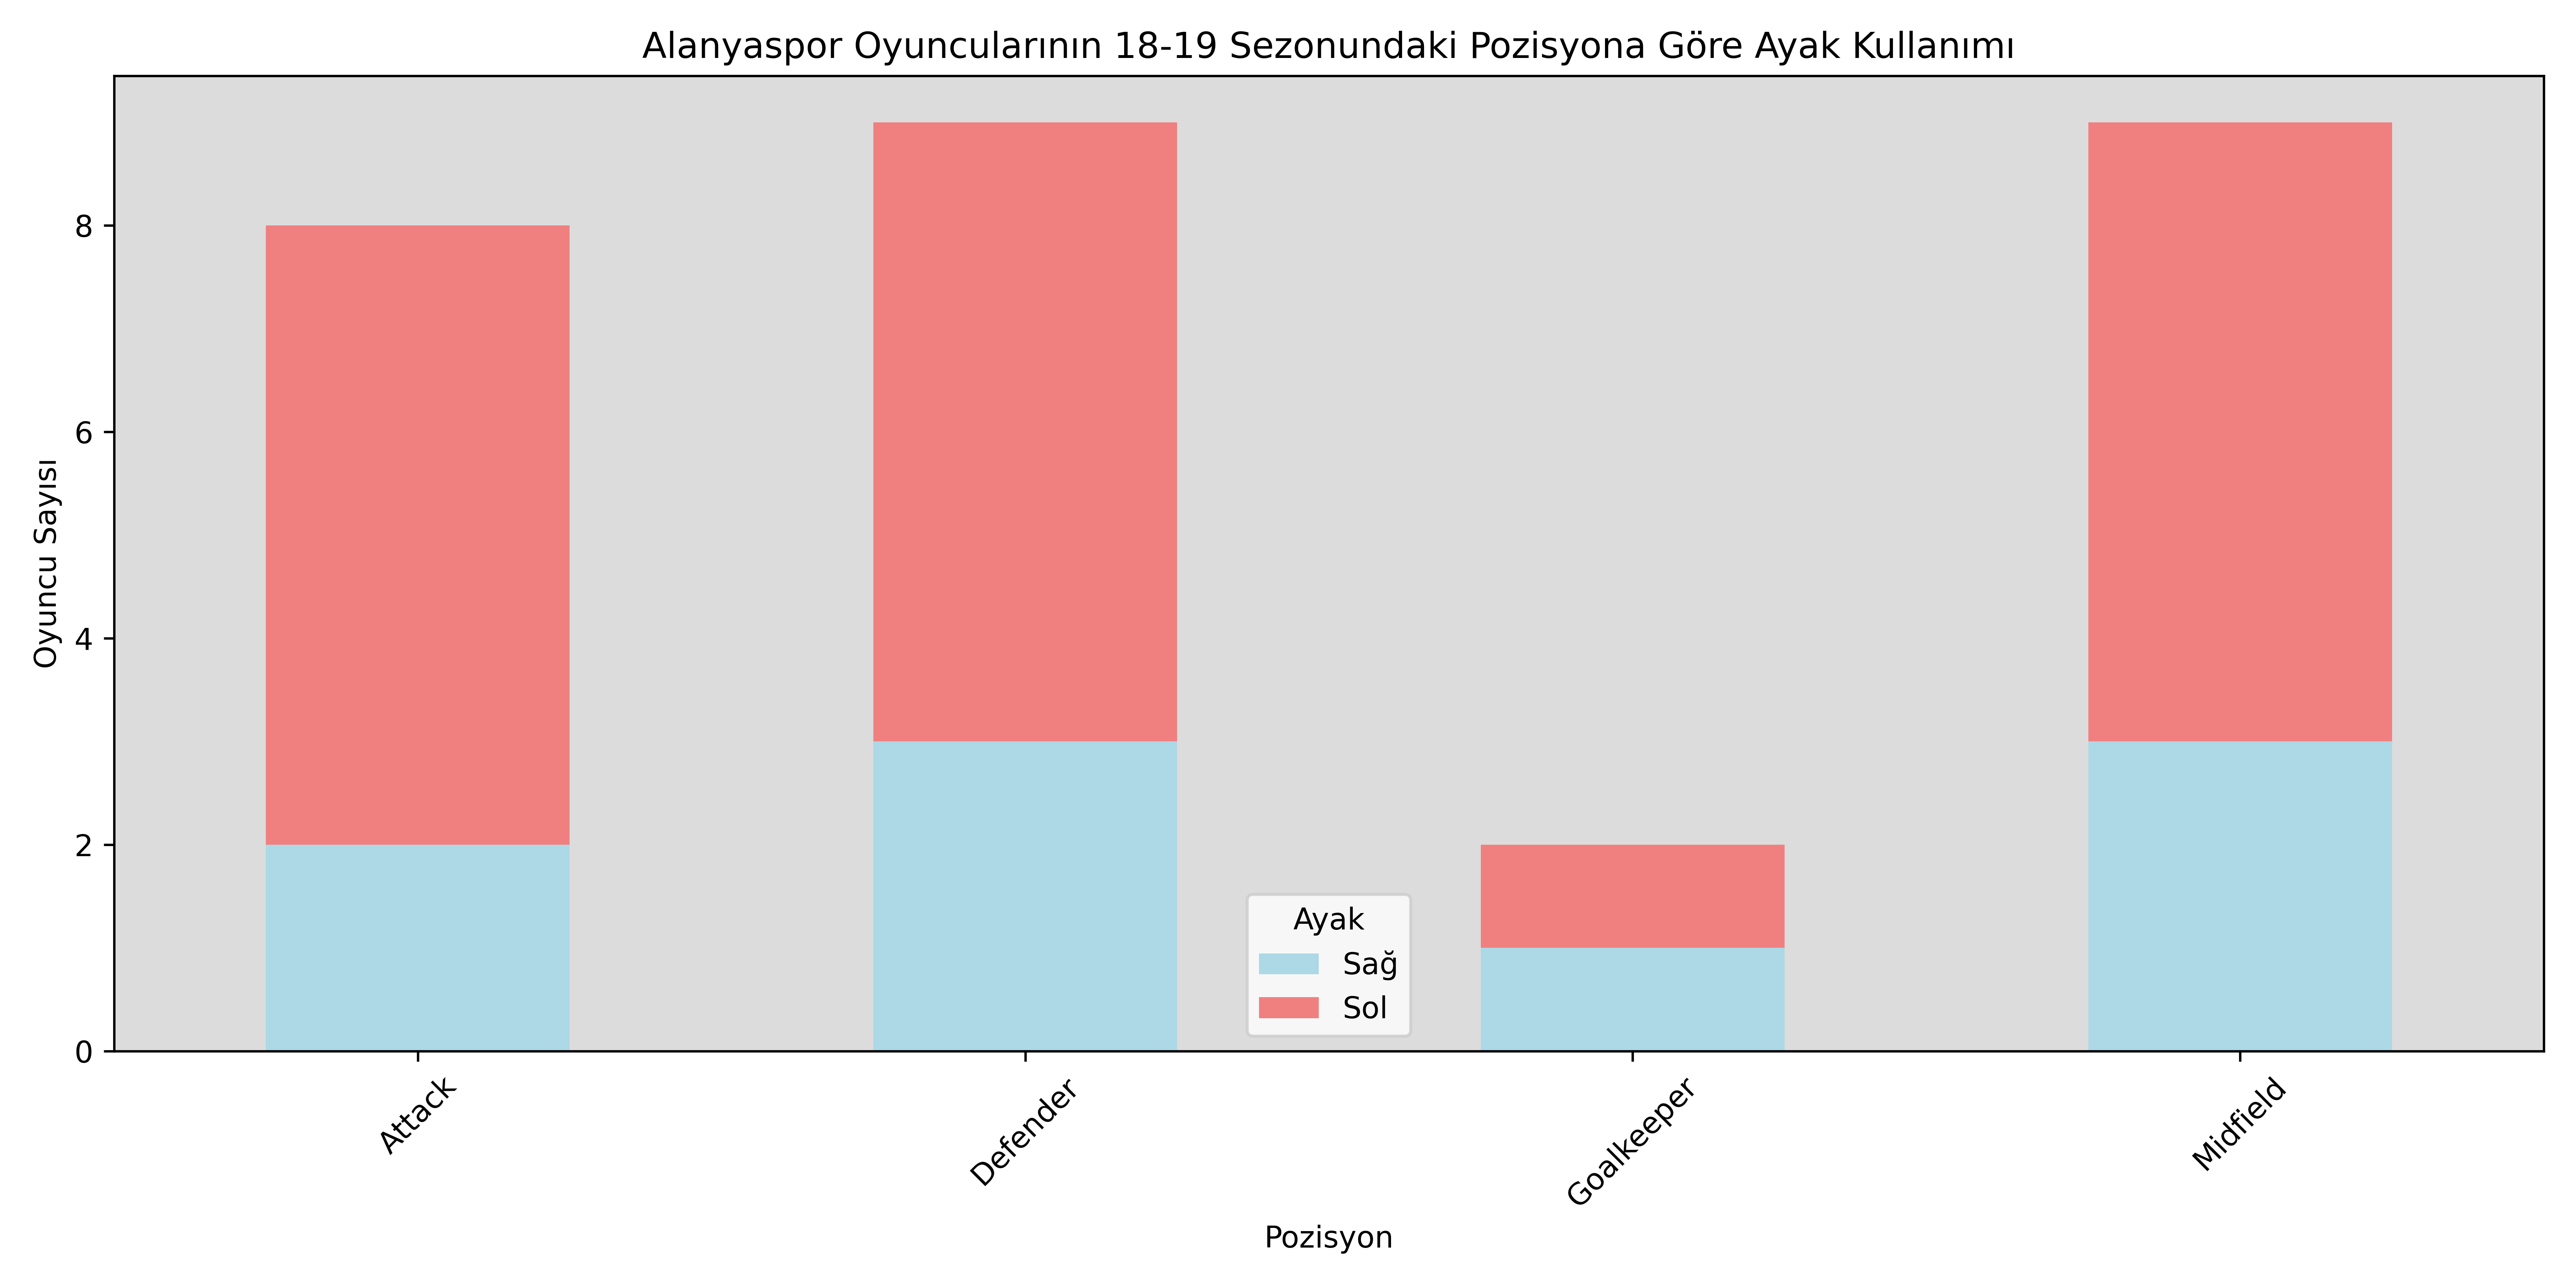 Alanyaspor Oyuncularının 18-19 Sezonundaki Pozisyona Göre Ayak Kullanımı
Oyuncu Sayısı
8
6
4
2
0
Ayak
Sağ
Sol
Attack
Defender
Goalkeeper
Midfield
Pozisyon